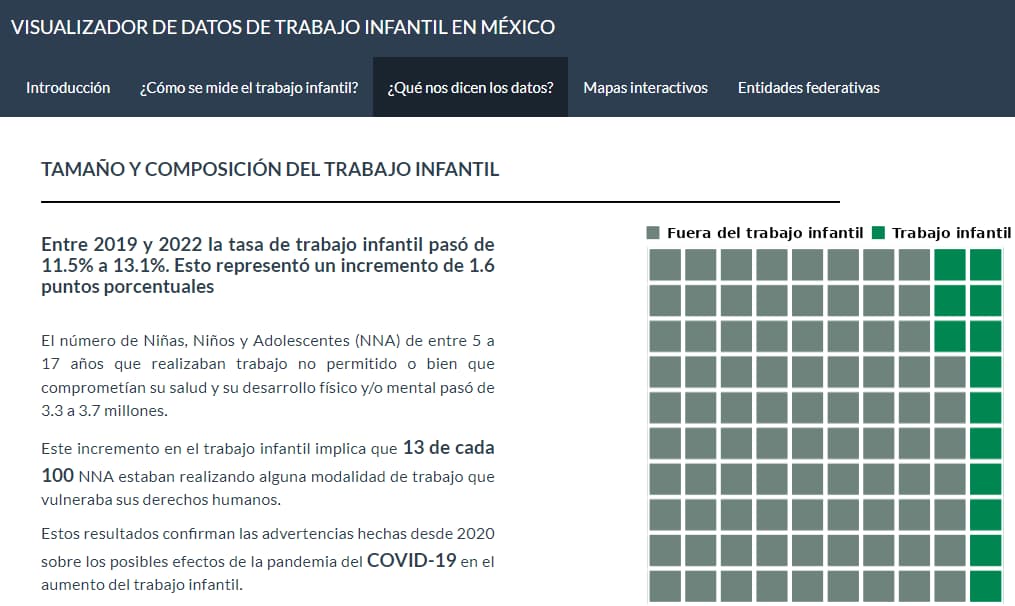 VISUALIZADOR DE DATOS DE TRABAJO INFANTIL EN MÉXICO
Introducción
¿Cómo se mide el trabajo infantil?
¿Qué nos dicen los datos?
Mapas interactivos
Entidades federativas
TAMAÑO Y COMPOSICIÓN DEL TRABAJO INFANTIL
Entre 2019 y 2022 la tasa de trabajo infantil pasó de
11.5% a 13.1%. Esto representó un incremento de 1.6
puntos porcentuales
El número de Niñas, Niños y Adolescentes (NNA) de entre 5 a
17 años que realizaban trabajo no permitido o bien que
comprometían su salud y su desarrollo físico y/o mental pasó de
3.3 a 3.7 millones.
Este incremento en el trabajo infantil implica que 13 de cada
100 NNA estaban realizando alguna modalidad de trabajo que
vulneraba sus derechos humanos.
Estos resultados confirman las advertencias hechas desde 2020
sobre los posibles efectos de la pandemia del COVID-19 en el
aumento del trabajo infantil.
Fuera del trabajo infantil
Trabajo infantil